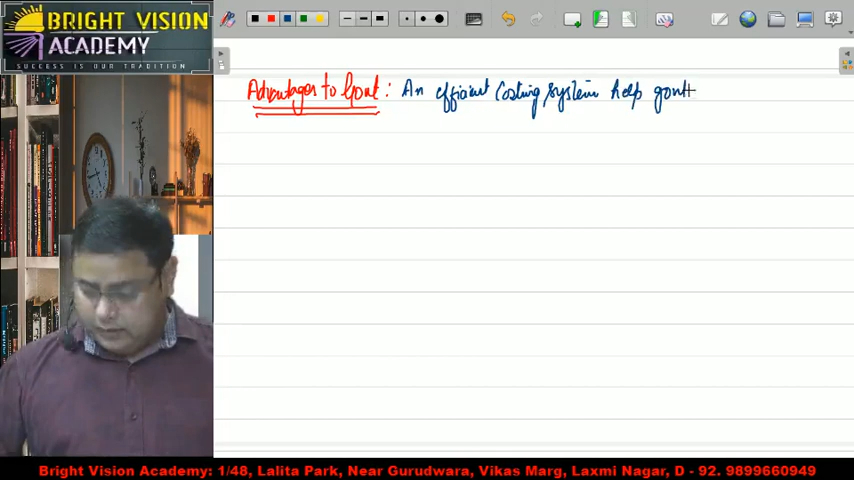 BRIGHT VISION
ACADEMY
SUCCESS IS OUR TRADITION
Advantages to Govt : An efficient Costing system help govt
Bright Vision Academy: 1/48, Lalita Park, Near Gurudwara, Vikas Marg, Laxmi Nagar, D - 92. 9899660949